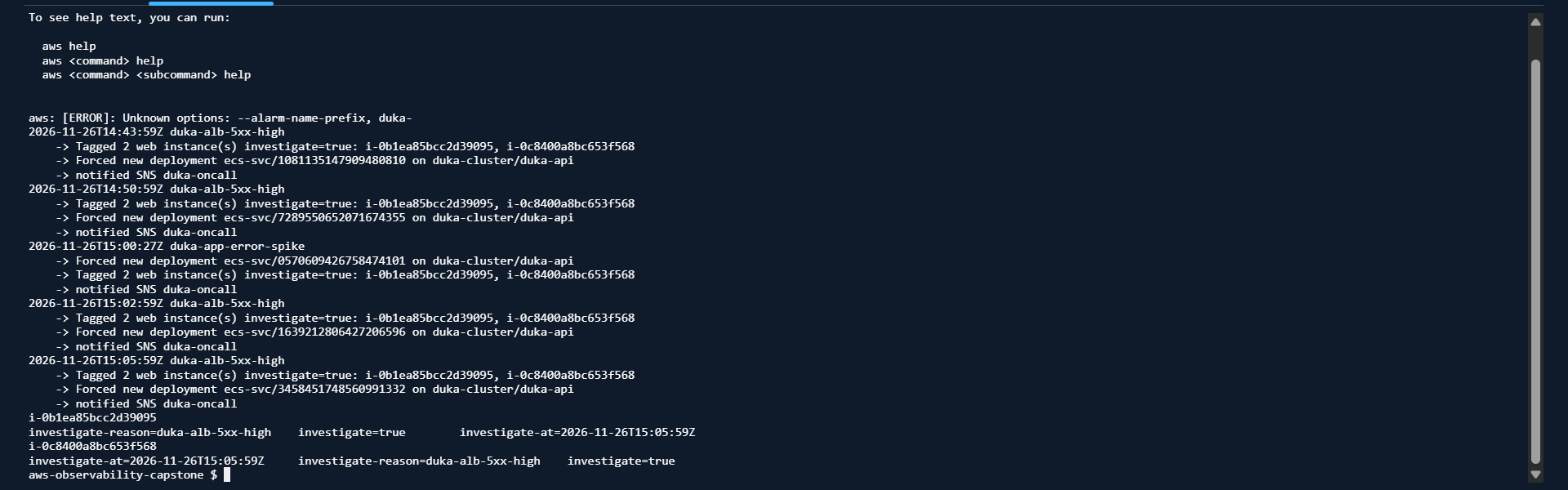 To see help text, you can run:
aws help
aws <command> help
aws <command> <subcommand> help
aws: [ERROR]: Unknown options: --alarm-name-prefix, duka-
2026-11-26T14:43:59Z duka-alb-5xx-high
-> Tagged 2 web instance(s) investigate=true: i-0b1ea85bcc2d39095, i-0c8400a8bc653f568
-> Forced new deployment ecs-svc/1081135147909480810 on duka-cluster/duka-api
-> notified SNS duka-oncall
2026-11-26T14:50:59Z duka-alb-5xx-high
-> Tagged 2 web instance(s) investigate=true: i-0b1ea85bcc2d39095, i-0c8400a8bc653f568
-> Forced new deployment ecs-svc/7289550652071674355 on duka-cluster/duka-api
-> notified SNS duka-oncall
2026-11-26T15:00:27Z duka-app-error-spike
-> Forced new deployment ecs-svc/0570609426758474101 on duka-cluster/duka-api
-> Tagged 2 web instance(s) investigate=true: i-0b1ea85bcc2d39095, i-0c8400a8bc653f568
-> notified SNS duka-oncall
2026-11-26T15:02:59Z duka-alb-5xx-high
-> Tagged 2 web instance(s) investigate=true: i-0b1ea85bcc2d39095, i-0c8400a8bc653f568
-> Forced new deployment ecs-svc/1639212806427206596 on duka-cluster/duka-api
-> notified SNS duka-oncall
2026-11-26T15:05:59Z duka-alb-5xx-high
-> Tagged 2 web instance(s) investigate=true: i-0b1ea85bcc2d39095, i-0c8400a8bc653f568
-> Forced new deployment ecs-svc/3458451748560991332 on duka-cluster/duka-api
-> notified SNS duka-oncall
i-0b1ea85bcc2d39095
investigate-reason=duka-alb-5xx-high investigate=true investigate-at=2026-11-26T15:05:59Z
i-0c8400a8bc653f568
investigate-at=2026-11-26T15:05:59Z investigate-reason=duka-alb-5xx-high investigate=true
aws-observability-capstone $